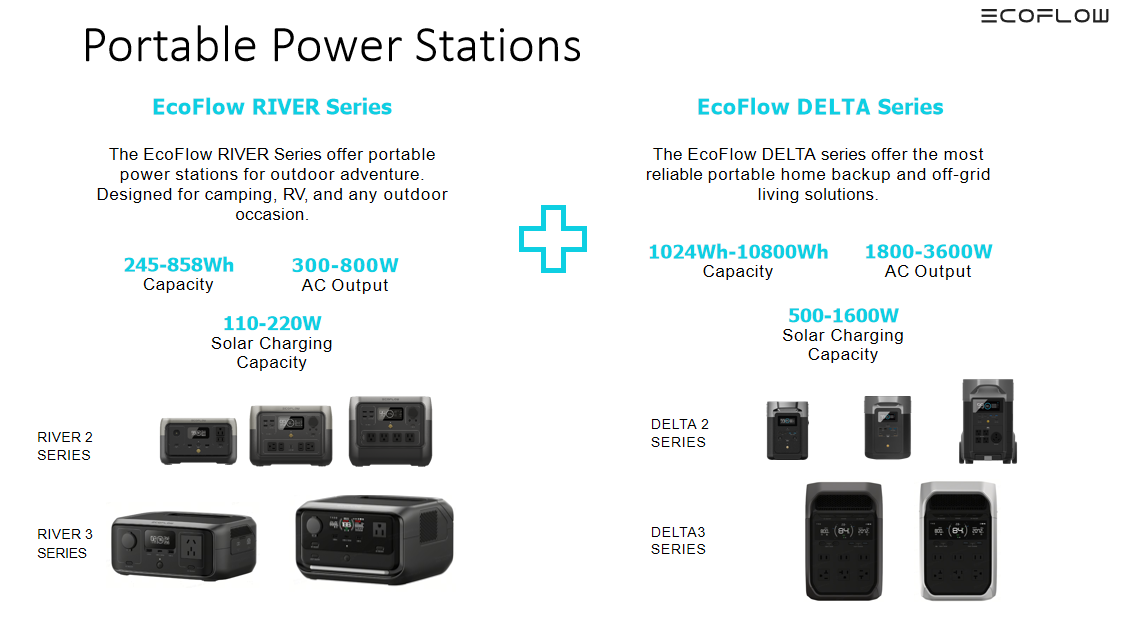 ECOFLOW
Portable Power Stations
EcoFlow RIVER Series
The EcoFlow RIVER Series offer portable
power stations for outdoor adventure.
Designed for camping, RV, and any outdoor
occasion.
245-858Wh
Capacity
300-800W
AC Output
110-220W
Solar Charging
Capacity
RIVER 2
SERIES
RIVER 3
SERIES
EcoFlow DELTA Series
The EcoFlow DELTA series offer the most
reliable portable home backup and off-grid
living solutions.
1024Wh-10800Wh
Capacity
1800-3600W
AC Output
500-1600W
Solar Charging
Capacity
DELTA 2
SERIES
DELTA3
SERIES
84
84